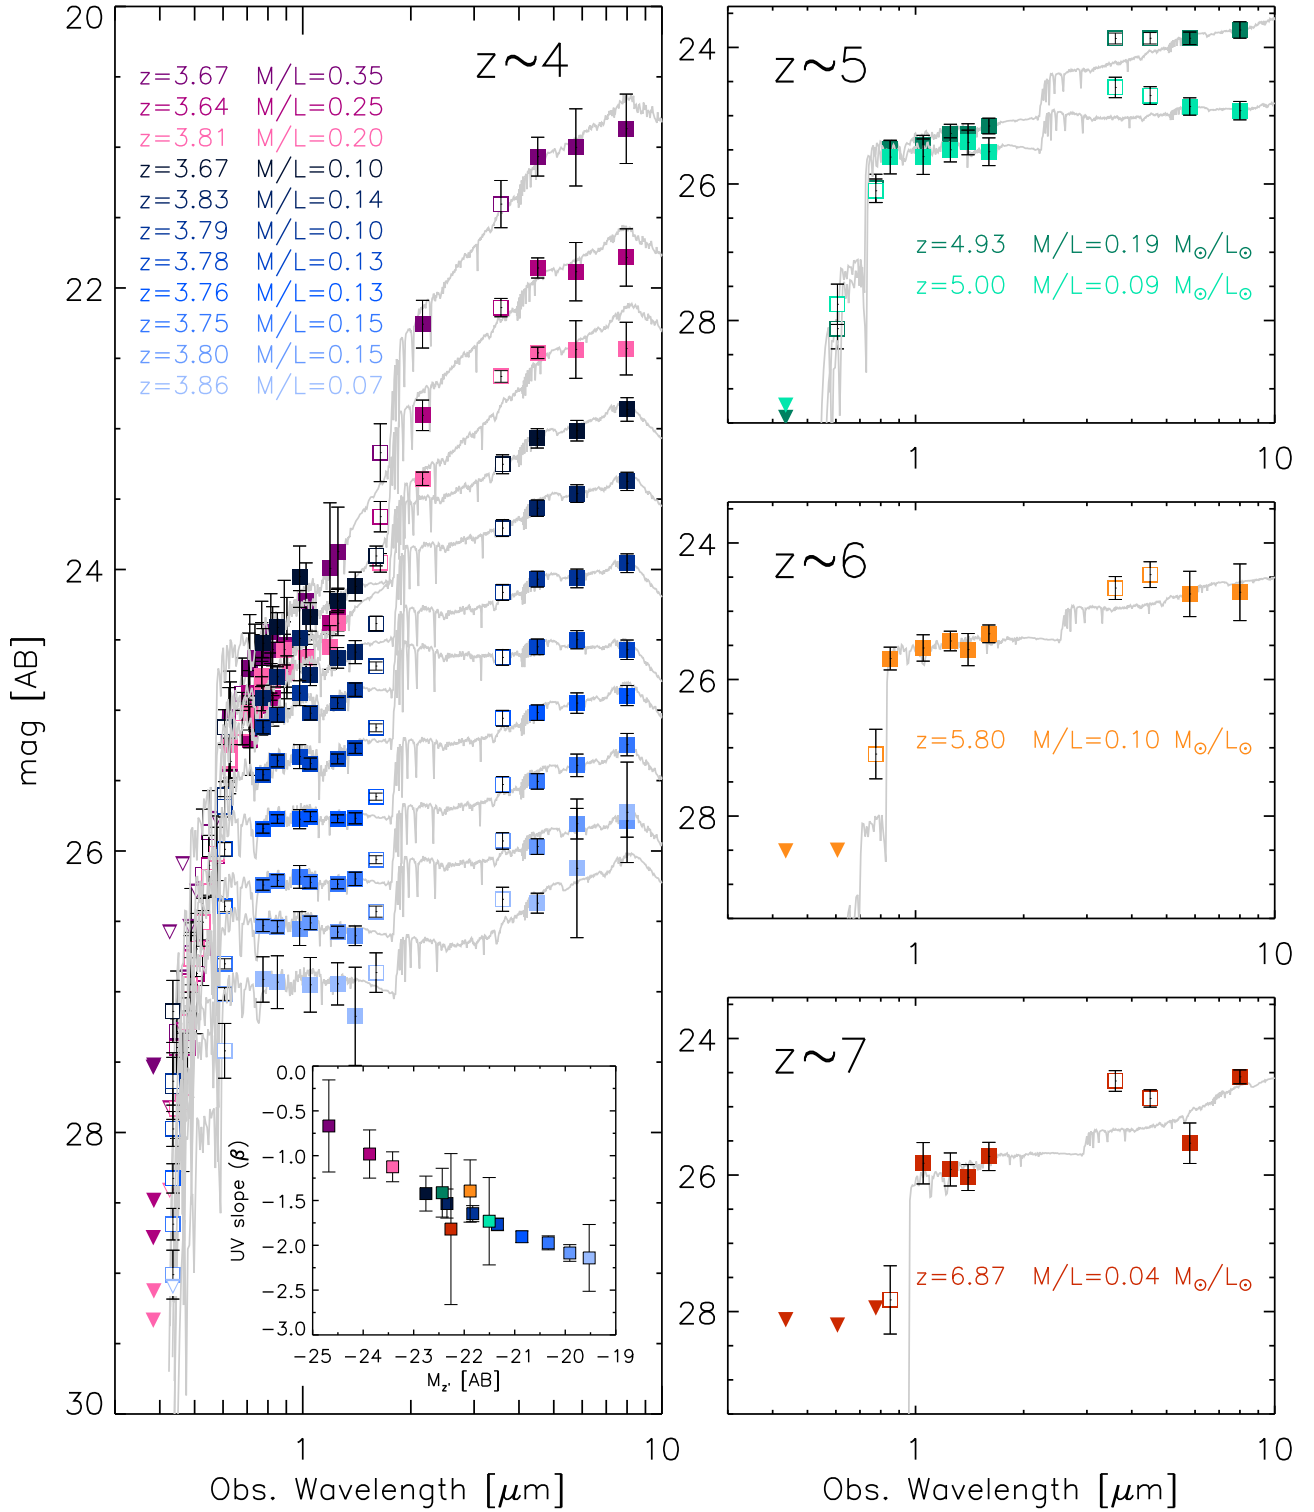 z~4
z=3.67 M/L=0.35
z=3.64 M/L=0.25
z=3.81 M/L=0.20
z=3.67 M/L=0.10
z=3.83 M/L=0.14
z=3.79 M/L=0.10
z=3.78 M/L=0.13
z=3.76 M/L=0.13
z=3.75 M/L=0.15
z=3.80 M/L=0.15
z=3.86 M/L=0.07
20
22
24
26
28
30
mag [AB]
1
10
Obs. Wavelength [μm]
0.0
−0.5
−1.0
−1.5
−2.0
−2.5
−3.0
UV slope (β)
−25 −24 −23 −22 −21 −20 −19
M_z' [AB]
z~5
24
26
28
z=4.93 M/L=0.19 M⊙/L⊙
z=5.00 M/L=0.09 M⊙/L⊙
1
10
z~6
24
26
28
z=5.80 M/L=0.10 M⊙/L⊙
1
10
z~7
24
26
28
z=6.87 M/L=0.04 M⊙/L⊙
1
10
Obs. Wavelength [μm]